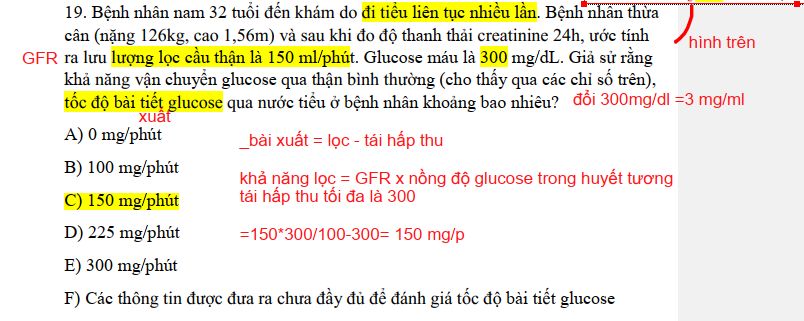 19. Bệnh nhân nam 32 tuổi đến khám do đi tiểu liên tục nhiều lần. Bệnh nhân thừa
cân (nặng 126kg, cao 1,56m) và sau khi đo độ thanh thải creatinine 24h, ước tính
hình trên
GFR ra lưu lượng lọc cầu thận là 150 ml/phút. Glucose máu là 300 mg/dL. Giả sử rằng
khả năng vận chuyển glucose qua thận bình thường (cho thấy qua các chỉ số trên),
tốc độ bài tiết glucose qua nước tiểu ở bệnh nhân khoảng bao nhiêu? đổi 300mg/dl =3 mg/ml
xuất
A) 0 mg/phút
_bài xuất = lọc - tái hấp thu
B) 100 mg/phút
khả năng lọc = GFR x nồng độ glucose trong huyết tương
C) 150 mg/phút tái hấp thu tối đa là 300
D) 225 mg/phút =150*300/100-300= 150 mg/p
E) 300 mg/phút
F) Các thông tin được đưa ra chưa đầy đủ để đánh giá tốc độ bài tiết glucose